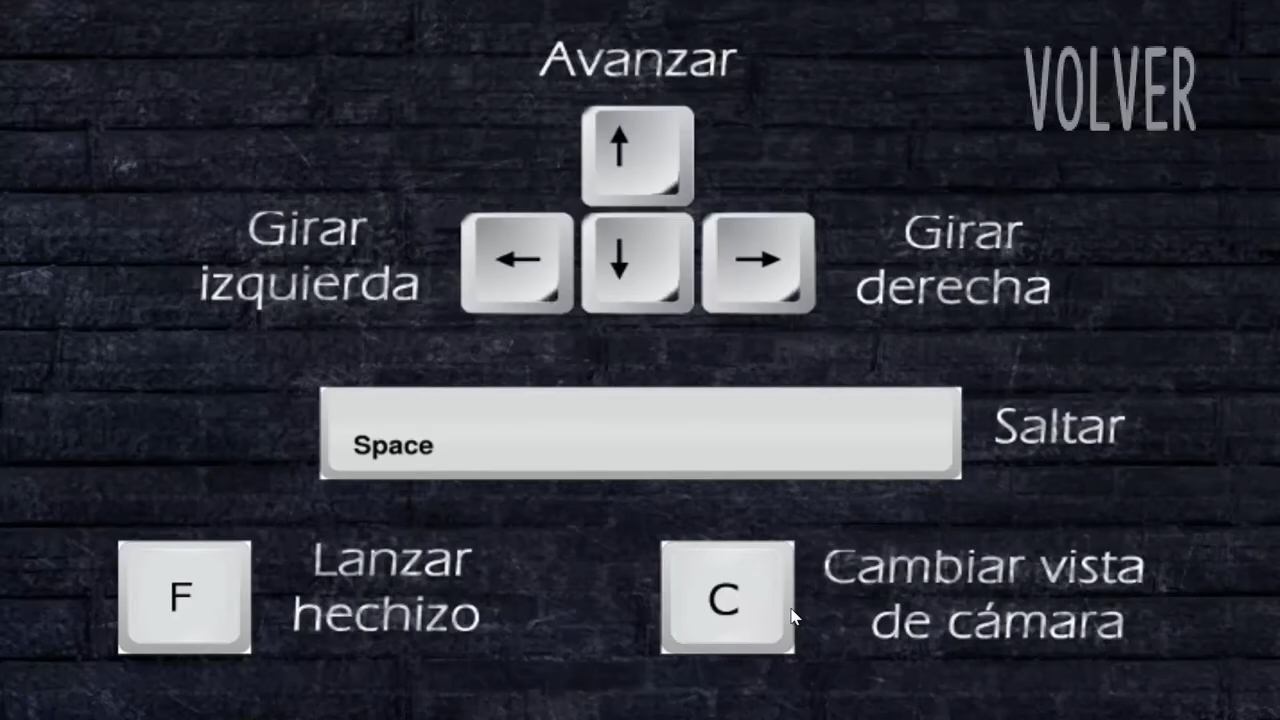 Avanzar
VOLVER
↑
Girar
izquierda
← ↓ →
Girar
derecha
Space
Saltar
F
Lanzar
hechizo
C
Cambiar vista
de cámara